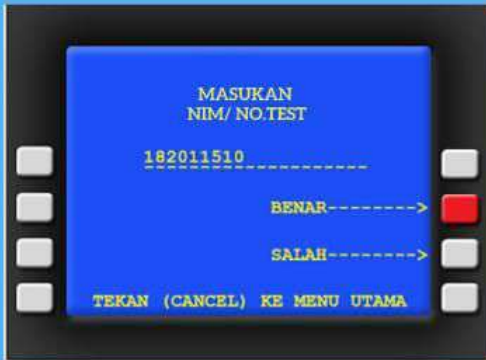 MASUKAN
NIM/ NO.TEST
182011510
BENAR-------->
SALAH-------->
TEKAN (CANCEL) KE MENU UTAMA